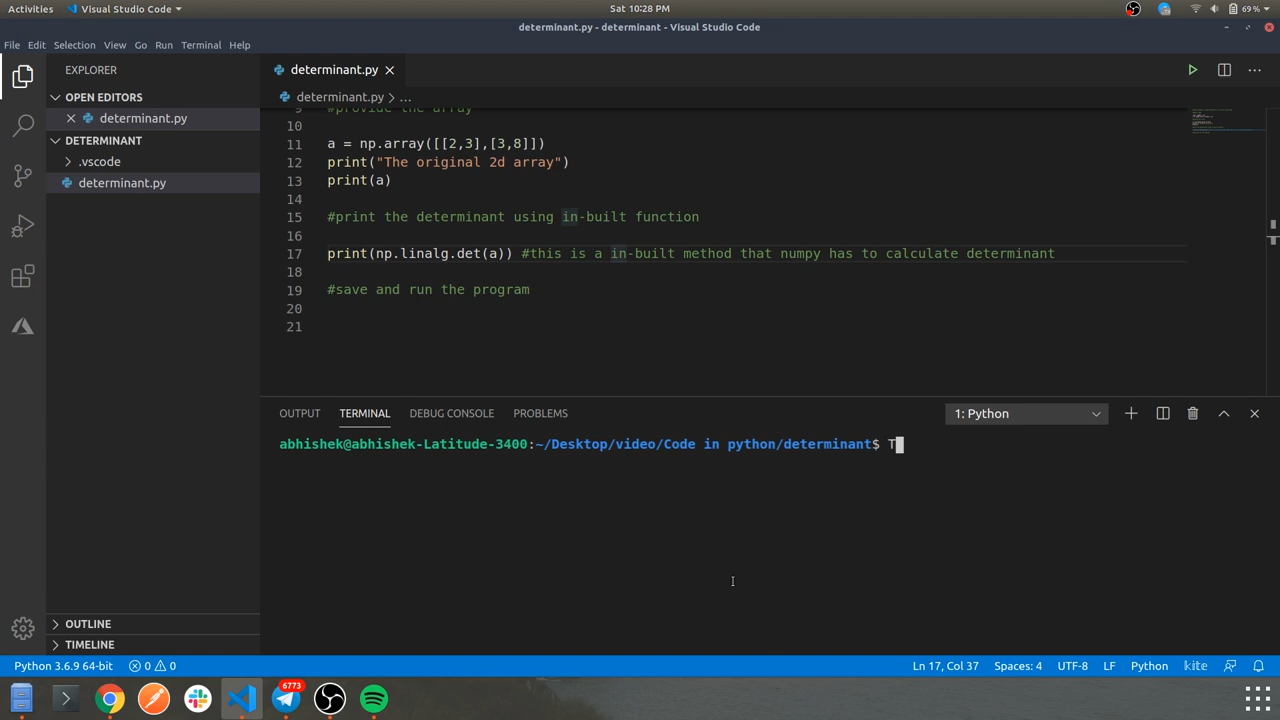 Activities
Visual Studio Code
Sat 10:28 PM
69 %
determinant.py - determinant - Visual Studio Code
File Edit Selection View Go Run Terminal Help
EXPLORER
OPEN EDITORS
determinant.py
DETERMINANT
.vscode
determinant.py
OUTLINE
TIMELINE
determinant.py
determinant.py > ...
9 #provide the array
10
11 a = np.array([[2,3],[3,8]])
12 print("The original 2d array")
13 print(a)
14
15 #print the determinant using in-built function
16
17 print(np.linalg.det(a)) #this is a in-built method that numpy has to calculate determinant
18
19 #save and run the program
20
21
OUTPUT TERMINAL DEBUG CONSOLE PROBLEMS
1: Python
abhishek@abhishek-Latitude-3400:~/Desktop/video/Code in python/determinant$ T
Python 3.6.9 64-bit 0 0
Ln 17, Col 37 Spaces: 4 UTF-8 LF Python kite
6773